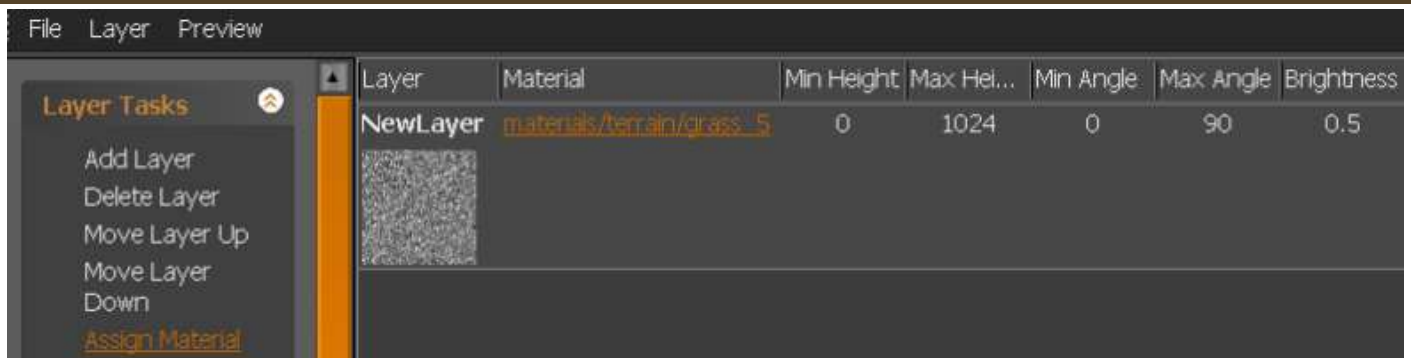 File Layer Preview
Layer Tasks
Add Layer
Delete Layer
Move Layer Up
Move Layer
Down
Assign Material
Layer Material Min Height Max Hei... Min Angle Max Angle Brightness
NewLayer materials/terrain/grass_5 0 1024 0 90 0.5